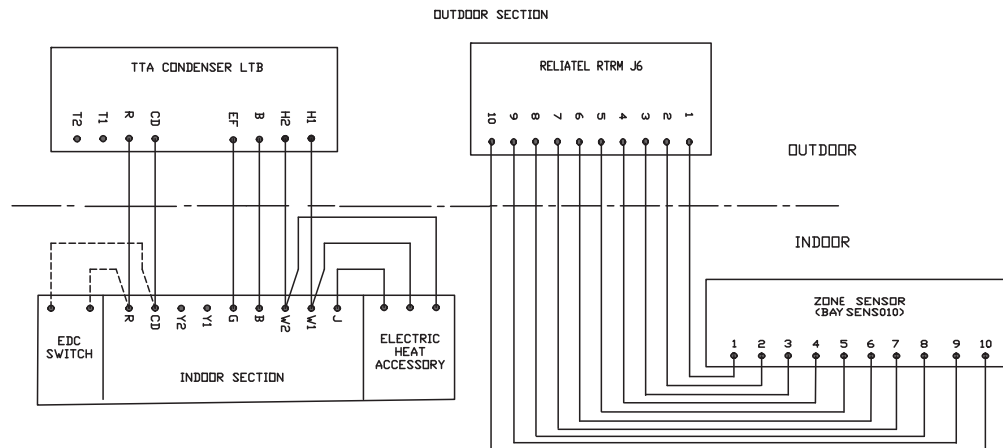 OUTDOOR SECTION
TTA CONDENSER LTB
T2 T1 R CD EF B H2 H1
RELIATEL RTRM J6
10 9 8 7 6 5 4 3 2 1
OUTDOOR
INDOOR
EDC
SWITCH
R CD Y2 Y1 G B W2 W1 J
INDOOR SECTION
ELECTRIC
HEAT
ACCESSORY
ZONE SENSOR
(BAYSENS010)
1 2 3 4 5 6 7 8 9 10